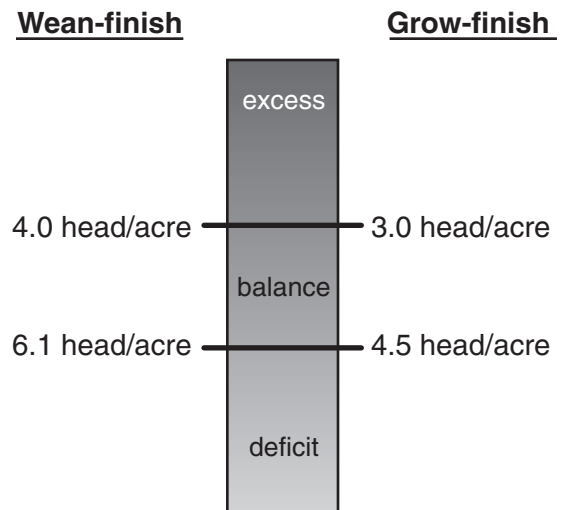 Wean-finish Grow-finish
excess
4.0 head/acre 3.0 head/acre
balance
6.1 head/acre 4.5 head/acre
deficit